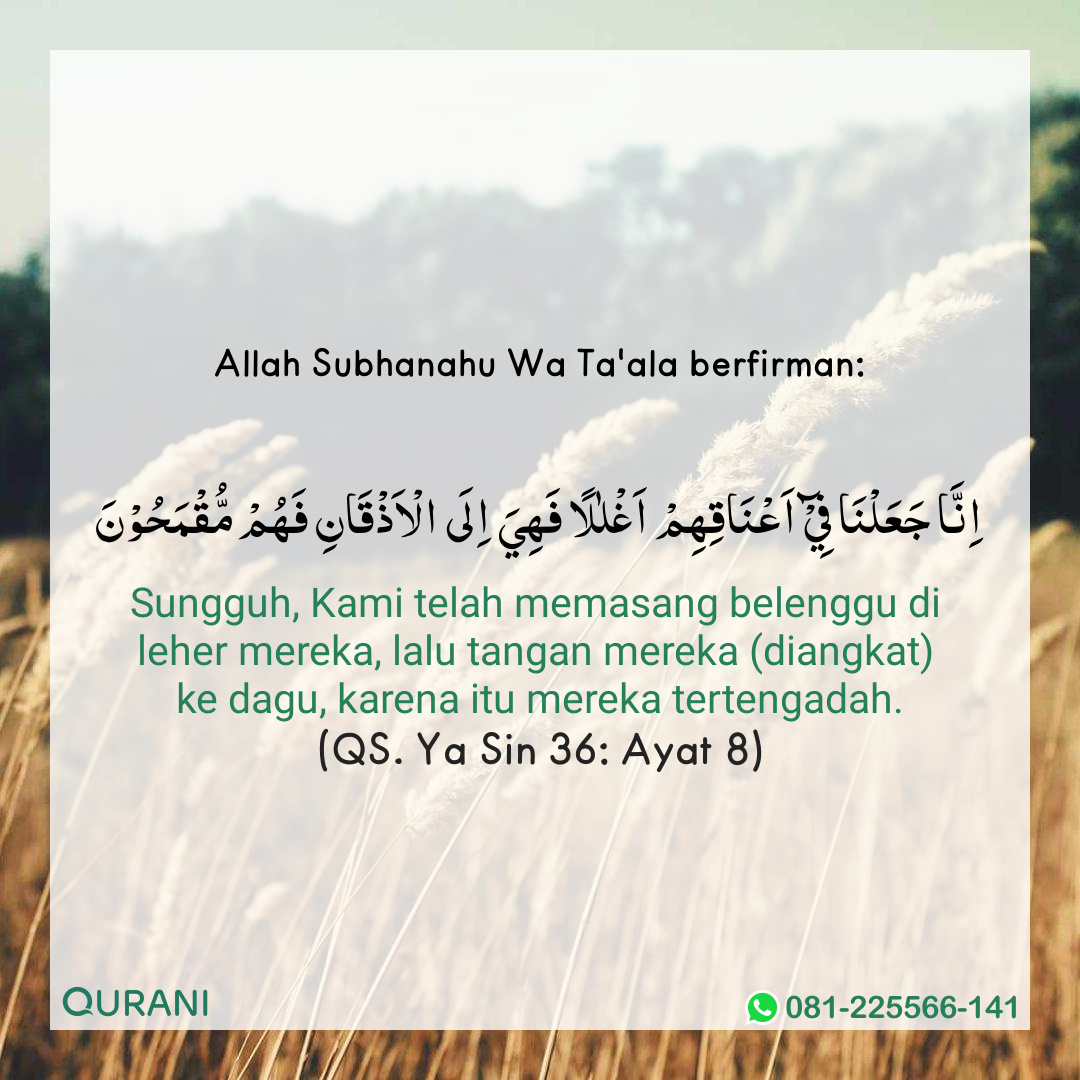 Allah Subhanahu Wa Ta'ala berfirman:
اِنَّا جَعَلْنَا فِيْٓ اَعْنَاقِهِمْ اَغْلٰلًا فَهِيَ اِلَى الْاَذْقَانِ فَهُمْ مُّقْمَحُوْنَ
Sungguh, Kami telah memasang belenggu di
leher mereka, lalu tangan mereka (diangkat)
ke dagu, karena itu mereka tertengadah.
(QS. Ya Sin 36: Ayat 8)
QURANI
081-225566-141